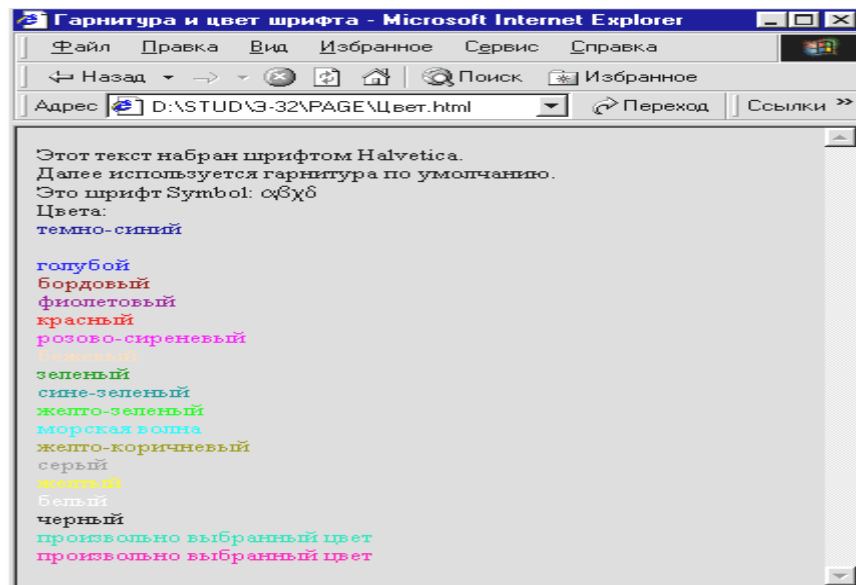 Гарнитура и цвет шрифта - Microsoft Internet Explorer
Файл Правка Вид Избранное Сервис Справка
Назад Поиск Избранное
Адрес D:\STUD\Э-32\PAGE\Цвет.html Переход Ссылки »
Этот текст набран шрифтом Halvetica.
Далее используется гарнитура по умолчанию.
Это шрифт Symbol: αβχδ
Цвета:
темно-синий
голубой
бордовый
фиолетовый
красный
розово-сиреневый
бежевый
зеленый
сине-зеленый
желто-зеленый
морская волна
желто-коричневый
серый
желтый
белый
черный
произвольно выбранный цвет
произвольно выбранный цвет